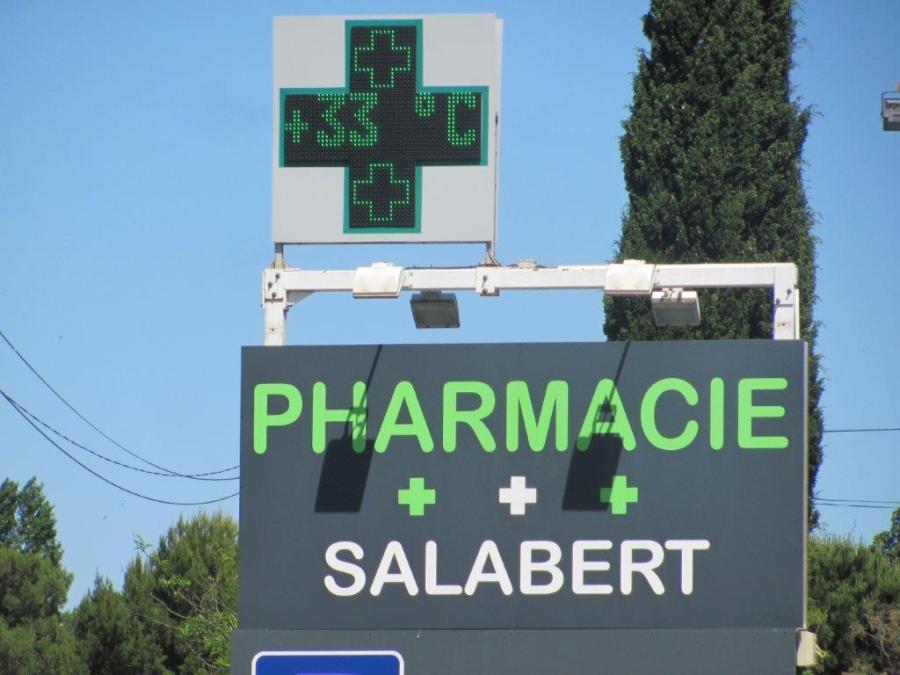 +33 °C
PHARMACIE
SALABERT